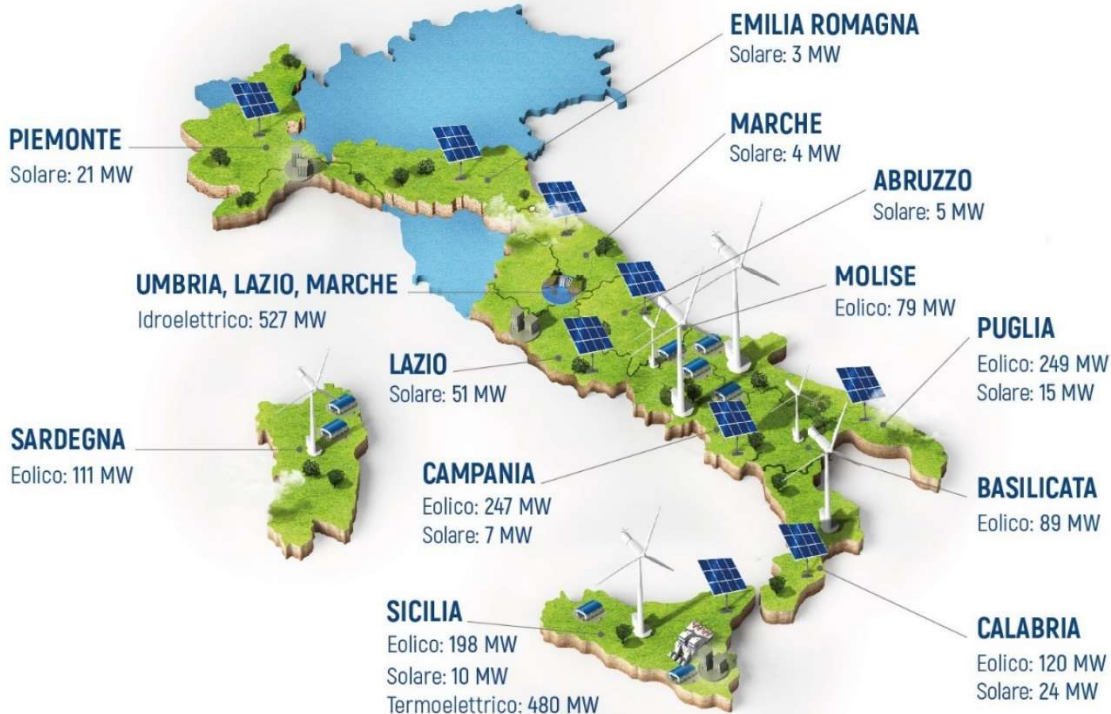 EMILIA ROMAGNA
Solare: 3 MW
PIEMONTE
Solare: 21 MW
MARCHE
Solare: 4 MW
ABRUZZO
Solare: 5 MW
UMBRIA, LAZIO, MARCHE
Idroelettrico: 527 MW
MOLISE
Eolico: 79 MW
PUGLIA
Eolico: 249 MW
Solare: 15 MW
LAZIO
Solare: 51 MW
SARDEGNA
Eolico: 111 MW
CAMPANIA
Eolico: 247 MW
Solare: 7 MW
BASILICATA
Eolico: 89 MW
SICILIA
Eolico: 198 MW
Solare: 10 MW
Termoelettrico: 480 MW
CALABRIA
Eolico: 120 MW
Solare: 24 MW